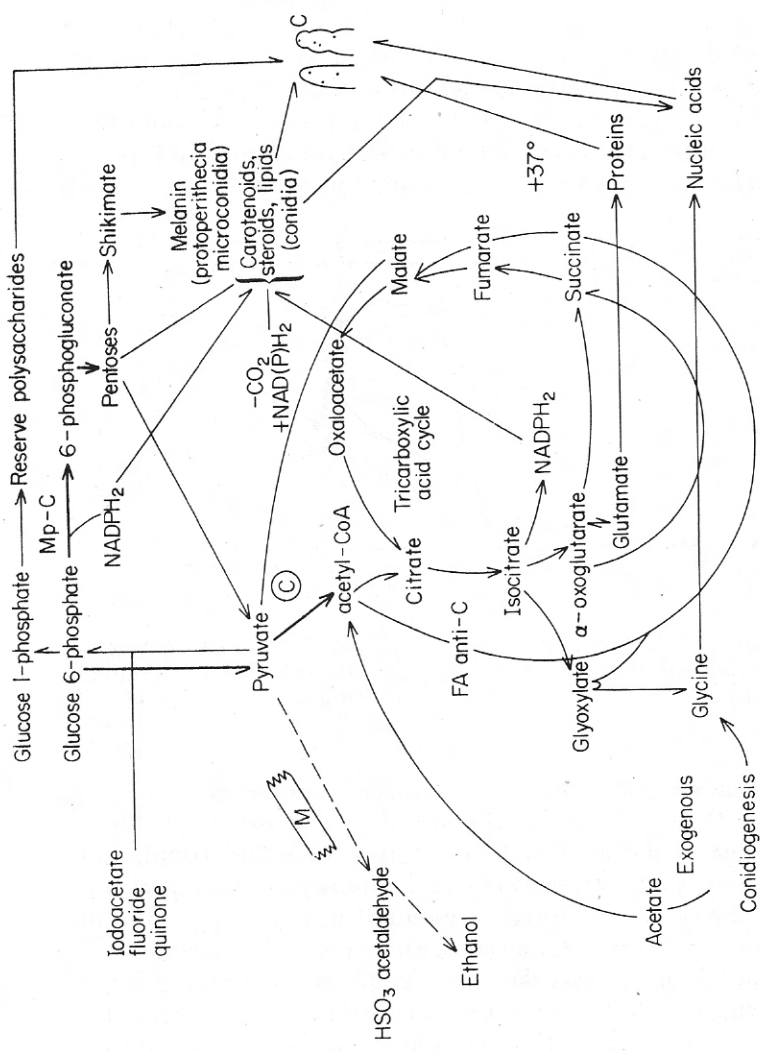 Glucose 1-phosphate
Reserve polysaccharides
Mp-C
Glucose 6-phosphate
6-phosphogluconate
NADPH2
Pentoses
Shikimate
Iodoacetate
fluoride
quinone
Melanin
(protoperithecia
microconidia)
Carotenoids,
steroids, lipids
(conidia)
C
Pyruvate
-CO2
+NAD(P)H2
C
M
acetyl-CoA
Oxaloacetate
Malate
HSO3 acetaldehyde
Tricarboxylic
acid cycle
Citrate
Ethanol
FA anti-C
Fumarate
Isocitrate
NADPH2
+37°
Glyoxylate
α-oxoglutarate
Succinate
Glutamate
Proteins
Acetate
Exogenous
Glycine
Nucleic acids
Conidiogenesis